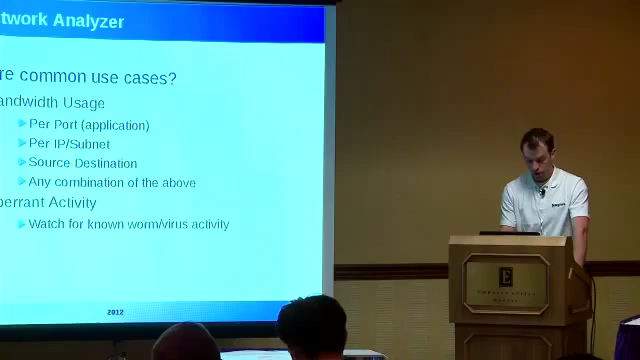 twork Analyzer
re common use cases?
andwidth Usage
Per Port (application)
Per IP/Subnet
Source Destination
Any combination of the above
berrant Activity
Watch for known worm/virus activity
2012
E